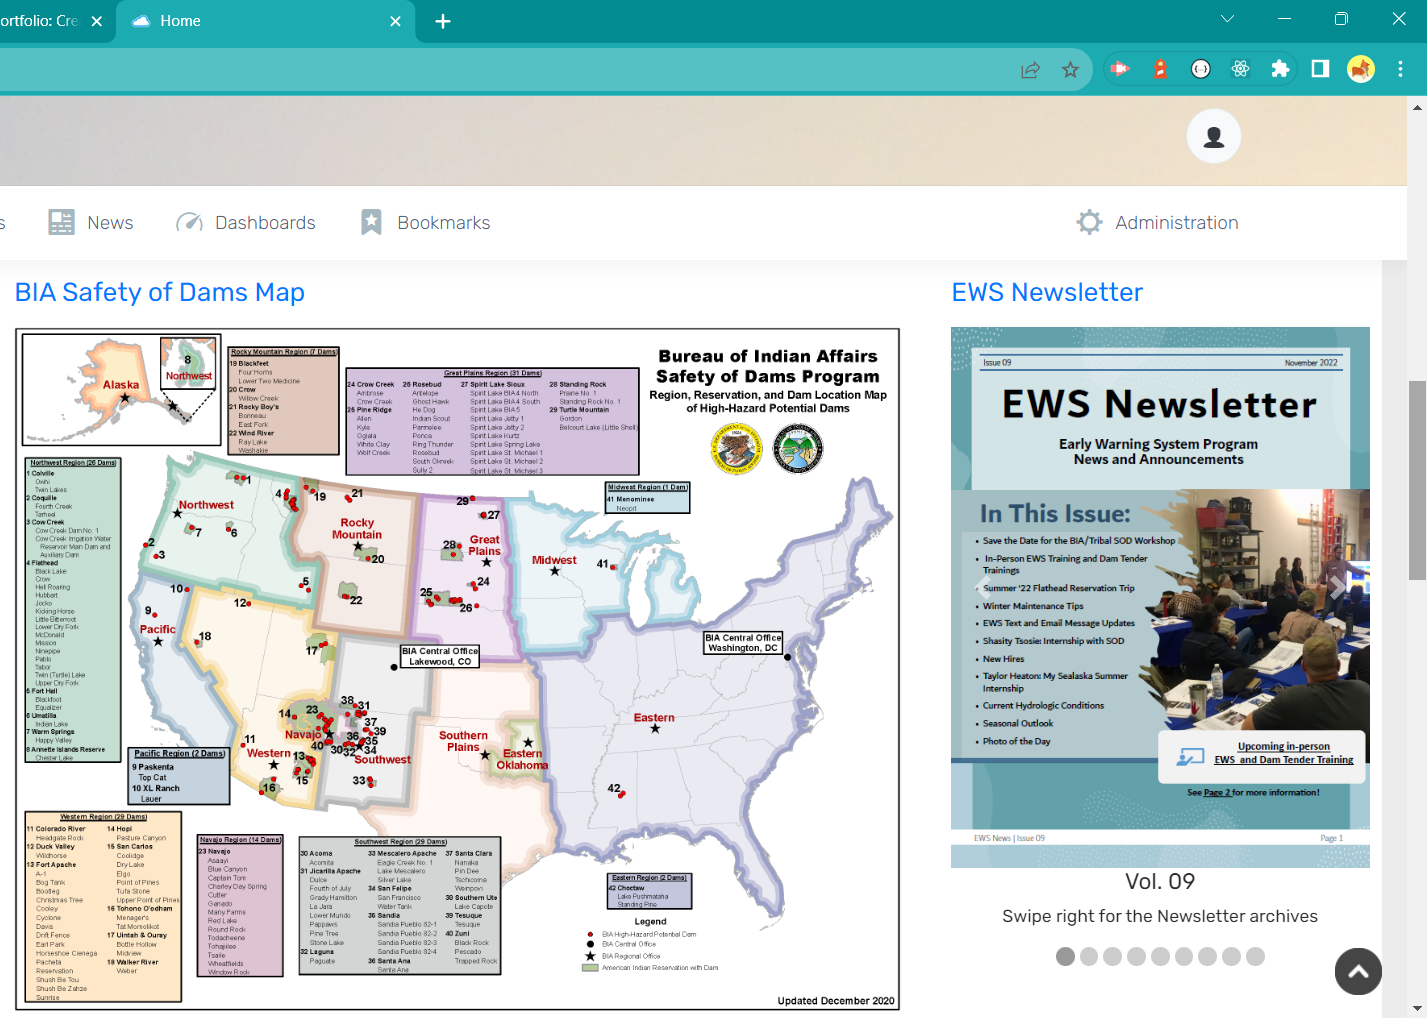 ortfolio: Cre
Home
s
News
Dashboards
Bookmarks
Administration
BIA Safety of Dams Map
EWS Newsletter
Bureau of Indian Affairs
Safety of Dams Program
Region, Reservation, and Dam Location Map
of High-Hazard Potential Dams
Alaska
8
Northwest
Rocky Mountain Region (7 Dams)
19 Blackfeet
Four Horns
Lower Two Medicine
20 Crow
Willow Creek
21 Rocky Boy's
Bonneau
East Fork
22 Wind River
Ray Lake
Washakie
Great Plains Region (31 Dams)
24 Crow Creek
Ambrose
Crow Creek
25 Pine Ridge
Allen
Kyle
Oglala
White Clay
Wolf Creek
26 Rosebud
Antelope
Ghost Hawk
He Dog
Indian Scout
Parmelee
Ponca
Ring Thunder
Rosebud
South Okreek
Sully 2
27 Spirit Lake Sioux
Spirit Lake BIA4 North
Spirit Lake BIA4 South
Spirit Lake BIA 5
Spirit Lake Jetty 1
Spirit Lake Jetty 2
Spirit Lake Kurtz
Spirit Lake Spring Lake
Spirit Lake St. Michael 1
Spirit Lake St. Michael 2
Spirit Lake St. Michael 3
28 Standing Rock
Prairie No. 1
Standing Rock No. 1
29 Turtle Mountain
Gordon
Belcourt Lake (Little Shell)
Midwest Region (1 Dam)
41 Menominee
Neopit
Northwest Region (26 Dams)
1 Colville
Owhi
Twin Lakes
2 Coquille
Fourth Creek
Tarheel
3 Cow Creek
Cow Creek Dam No. 1
Cow Creek Irrigation Water
Reservoir Main Dam and
Auxiliary Dam
4 Flathead
Black Lake
Crow
Hell Roaring
Hubbart
Jocko
Kicking Horse
Little Bitterroot
Lower Dry Fork
McDonald
Mission
Ninepipe
Pablo
Tabor
Twin (Turtle) Lake
Upper Dry Fork
5 Fort Hall
Blackfoot
Equalizer
6 Umatilla
Indian Lake
7 Warm Springs
Happy Valley
8 Annette Islands Reserve
Chester Lake
Northwest
Rocky
Mountain
Great
Plains
Midwest
Pacific
Navajo
Western
Southwest
Southern
Plains
Eastern
Oklahoma
Eastern
BIA Central Office
Lakewood, CO
BIA Central Office
Washington, DC
1
2
3
4
5
6
7
9
10
11
12
13
14
15
16
17
18
19
20
21
22
23
24
25
26
27
28
29
30
31
32
33
34
35
36
37
38
39
40
41
42
Pacific Region (2 Dams)
9 Paskenta
Top Cat
10 XL Ranch
Lauer
Western Region (29 Dams)
11 Colorado River
Headgate Rock
12 Duck Valley
Wildhorse
13 Fort Apache
A-1
Bog Tank
Bootleg
Christmas Tree
Cooley
Cyclone
Davis
Drift Fence
Earl Park
Horseshoe Cienega
Pacheta
Reservation
Shush Be Tou
Shush Be Zahze
Sunrise
14 Hopi
Pasture Canyon
15 San Carlos
Coolidge
Dry Lake
Elgo
Point of Pines
Tufa Stone
Upper Point of Pines
16 Tohono O'odham
Menager's
Tat Momolikot
17 Uintah & Ouray
Bottle Hollow
Midview
18 Walker River
Weber
Navajo Region (14 Dams)
23 Navajo
Asaayi
Blue Canyon
Captain Tom
Charley Day Spring
Cutter
Ganado
Many Farms
Red Lake
Round Rock
Todacheene
Tohajilee
Tsaile
Wheatfields
Window Rock
Southwest Region (29 Dams)
30 Acoma
Acomita
31 Jicarilla Apache
Dulce
Fourth of July
Grady Hamilton
La Jara
Lower Mundo
Pappaws
Pine Tree
Stone Lake
32 Laguna
Paguate
33 Mescalero Apache
Eagle Creek No. 1
Lake Mescalero
Silver Lake
34 San Felipe
San Francisco
Water Tank
35 Sandia
Sandia Pueblo 82-1
Sandia Pueblo 82-2
Sandia Pueblo 82-3
Sandia Pueblo 82-4
36 Santa Ana
Santa Ana
37 Santa Clara
Nanaka
Pin Dee
Techicoma
Weinpovi
38 Southern Ute
Lake Capote
39 Tesuque
Tesuque
40 Zuni
Black Rock
Pescado
Trapped Rock
Eastern Region (2 Dams)
42 Choctaw
Lake Pushmataha
Standing Pine
Legend
BIA High-Hazard Potential Dam
BIA Central Office
BIA Regional Office
American Indian Reservation with Dam
Updated December 2020
Issue 09
November 2022
EWS Newsletter
Early Warning System Program
News and Announcements
In This Issue:
• Save the Date for the BIA/Tribal SOD Workshop
• In-Person EWS Training and Dam Tender
Trainings
Summer '22 Flathead Reservation Trip
• Winter Maintenance Tips
• EWS Text and Email Message Updates
• Shasity Tsosie: Internship with SOD
• New Hires
• Taylor Heaton: My Sealaska Summer
Internship
• Current Hydrologic Conditions
• Seasonal Outlook
• Photo of the Day
Upcoming in-person
EWS and Dam Tender Training
See Page 2 for more information!
EWS News | Issue 09
Page 1
Vol. 09
Swipe right for the Newsletter archives